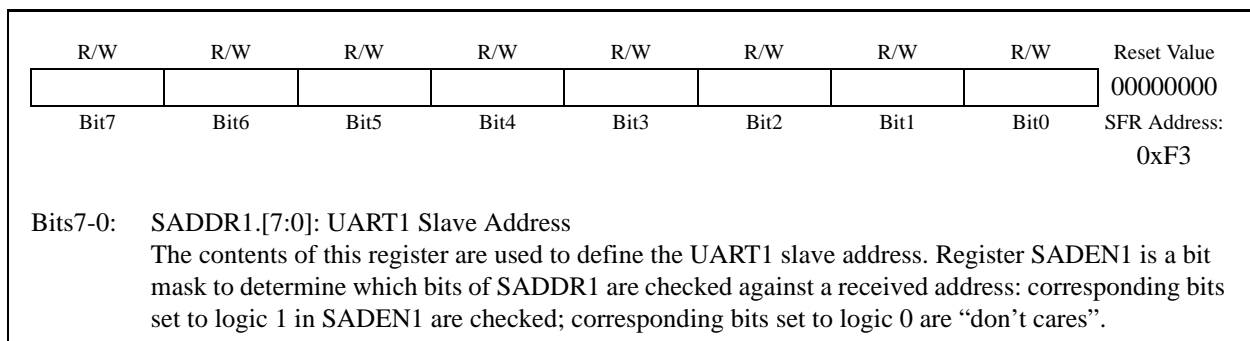 R/W R/W R/W R/W R/W R/W R/W R/W Reset Value
00000000
Bit7 Bit6 Bit5 Bit4 Bit3 Bit2 Bit1 Bit0 SFR Address:
0xF3
Bits7-0: SADDR1.[7:0]: UART1 Slave Address
The contents of this register are used to define the UART1 slave address. Register SADEN1 is a bit
mask to determine which bits of SADDR1 are checked against a received address: corresponding bits
set to logic 1 in SADEN1 are checked; corresponding bits set to logic 0 are “don’t cares”.